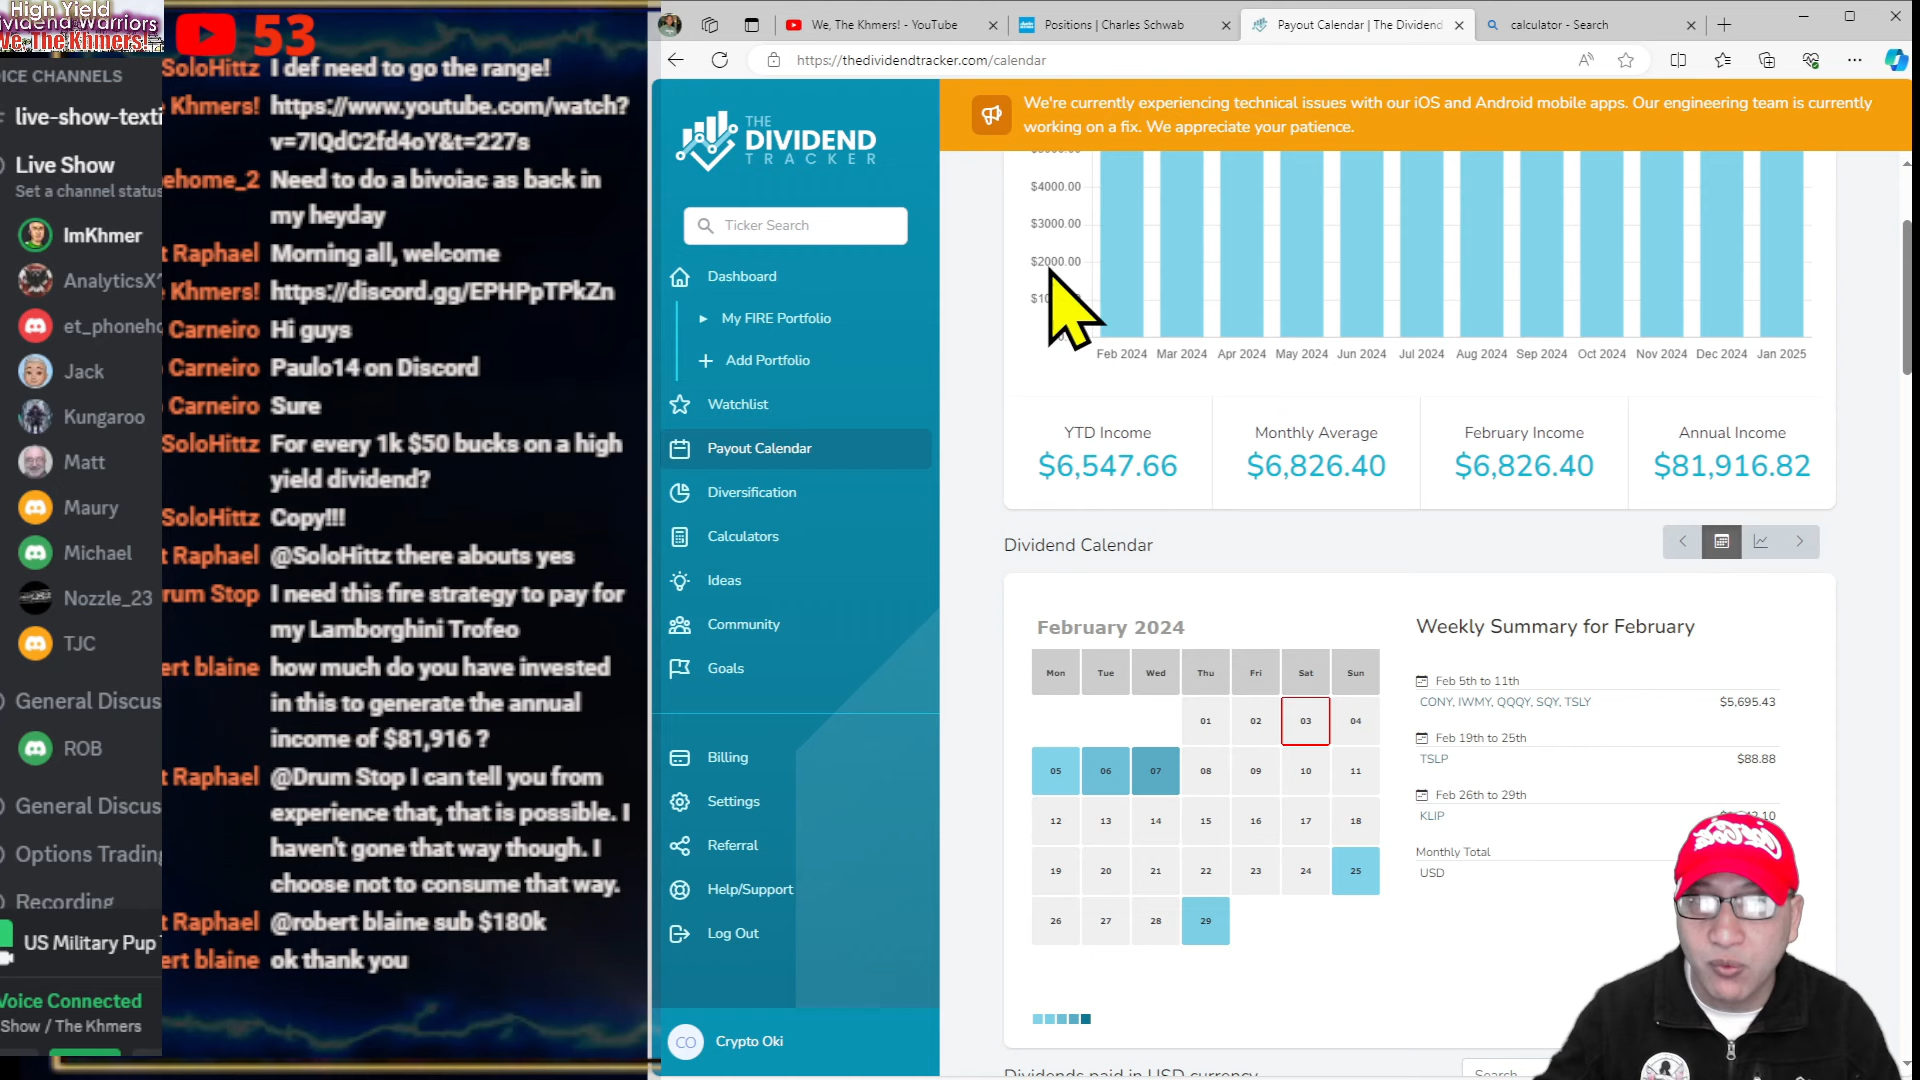 High Yield
Dividend Warriors
We, The Khmers!
VOICE CHANNELS
live-show-texti
Live Show
Set a channel status
ImKhmer
AnalyticsX
et_phoneho
Jack
Kungaroo
Matt
Maury
Michael
Nozzle_23
TJC
General Discus
ROB
General Discus
Options Trading
Recording
US Military Pup T
Voice Connected
Show / The Khmers
53
SoloHittz I def need to go the range!
Khmers! https://www.youtube.com/watch?
v=7IQdC2fd4oY&t=227s
ehome_2 Need to do a bivoiac as back in
my heyday
t Raphael Morning all, welcome
Khmers! https://discord.gg/EPHPpTPkZn
Carneiro Hi guys
Carneiro Paulo14 on Discord
Carneiro Sure
SoloHittz For every 1k $50 bucks on a high
yield dividend?
SoloHittz Copy!!!
t Raphael @SoloHittz there abouts yes
rum Stop I need this fire strategy to pay for
my Lamborghini Trofeo
ert blaine how much do you have invested
in this to generate the annual
income of $81,916 ?
t Raphael @Drum Stop I can tell you from
experience that, that is possible. I
haven't gone that way though. I
choose not to consume that way.
t Raphael @robert blaine sub $180k
ert blaine ok thank you
We, The Khmers! - YouTube
Positions | Charles Schwab
Payout Calendar | The Dividend
calculator - Search
https://thedividendtracker.com/calendar
THE
DIVIDEND
TRACKER
Ticker Search
Dashboard
My FIRE Portfolio
Add Portfolio
Watchlist
Payout Calendar
Diversification
Calculators
Ideas
Community
Goals
Billing
Settings
Referral
Help/Support
Log Out
CO Crypto Oki
We're currently experiencing technical issues with our iOS and Android mobile apps. Our engineering team is currently
working on a fix. We appreciate your patience.
$4000.00
$3000.00
$2000.00
Feb 2024 Mar 2024 Apr 2024 May 2024 Jun 2024 Jul 2024 Aug 2024 Sep 2024 Oct 2024 Nov 2024 Dec 2024 Jan 2025
YTD Income Monthly Average February Income Annual Income
$6,547.66 $6,826.40 $6,826.40 $81,916.82
Dividend Calendar
February 2024
Mon Tue Wed Thu Fri Sat Sun
01 02 03 04
05 06 07 08 09 10 11
12 13 14 15 16 17 18
19 20 21 22 23 24 25
26 27 28 29
Weekly Summary for February
Feb 5th to 11th
CONY, IWMY, QQQY, SQY, TSLY $5,695.43
Feb 19th to 25th
TSLP $88.88
Feb 26th to 29th
KLIP
Monthly Total
USD
Dividends paid in USD currency
Search